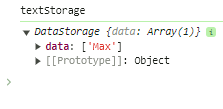 textStorage
▼ DataStorage {data: Array(1)} i
▶ data: ['Max']
▶ [[Prototype]]: Object
>